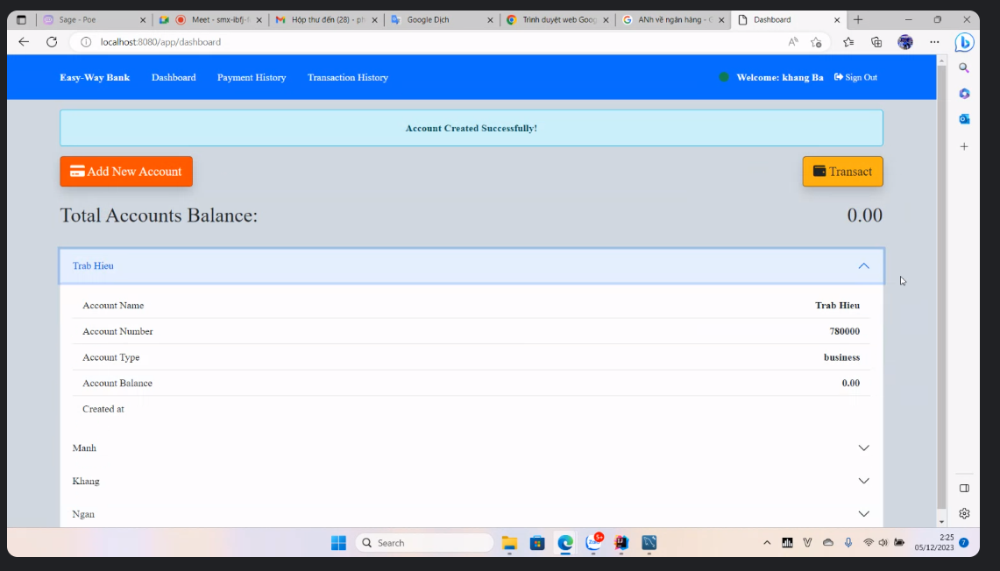 Sage - Poe
Meet - smx-ibfj-
Hộp thư đến (28) - ph
Google Dịch
Trình duyệt web Goog
ANh về ngân hàng - G
Dashboard
localhost:8080/app/dashboard
Easy-Way Bank Dashboard Payment History Transaction History Welcome: khang Ba Sign Out
Account Created Successfully!
Add New Account Transact
Total Accounts Balance: 0.00
Trab Hieu
Account Name Trab Hieu
Account Number 780000
Account Type business
Account Balance 0.00
Created at
Manh
Khang
Ngan
Search
Zalo
5+
2:25
05/12/2023
7